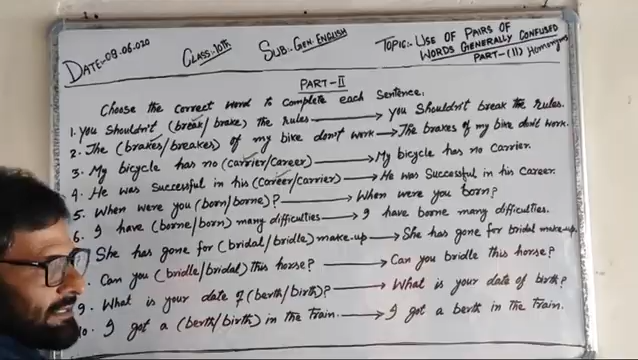 DATE:-08.06.020 CLASS:-10th SUB:-GEN. ENGLISH TOPIC:- USE OF PAIRS OF
WORDS GENERALLY CONFUSED
PART-(II) Homonyms
PART-II
Choose the correct word to complete each sentence.
1. You shouldn't (break/brake) the rules → You shouldn't break the rules.
2. The (brakes/breakes) of my bike don't work → The brakes of my bike don't work.
3. My bicycle has no (carrier/career) → My bicycle has no carrier.
4. He was successful in his (career/carrier) → He was successful in his career.
5. When were you (born/borne)? → When were you born?
6. I have (borne/born) many difficulties → I have borne many difficulties.
She has gone for (bridal/bridle) make-up → She has gone for bridal make-up.
Can you (bridle/bridal) this horse? → Can you bridle this horse?
9. What is your date of (berth/birth)? → What is your date of birth?
10. I got a (berth/birth) in the train. → I got a berth in the train.